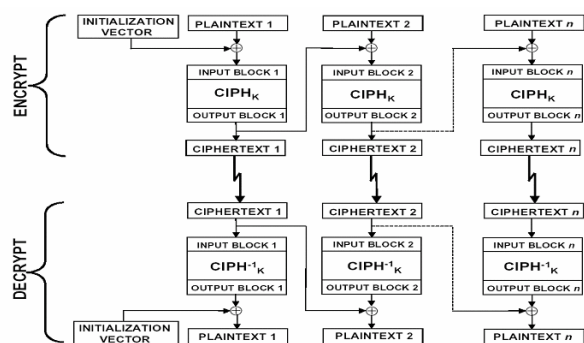 INITIALIZATION
VECTOR
PLAINTEXT 1
PLAINTEXT 2
PLAINTEXT n
ENCRYPT
INPUT BLOCK 1
INPUT BLOCK 2
INPUT BLOCK n
CIPHK
CIPHK
CIPHK
OUTPUT BLOCK 1
OUTPUT BLOCK 2
OUTPUT BLOCK n
CIPHERTEXT 1
CIPHERTEXT 2
CIPHERTEXT n
DECRYPT
CIPHERTEXT 1
CIPHERTEXT 2
CIPHERTEXT n
INPUT BLOCK 1
INPUT BLOCK 2
INPUT BLOCK n
CIPH⁻¹K
CIPH⁻¹K
CIPH⁻¹K
OUTPUT BLOCK 1
OUTPUT BLOCK 2
OUTPUT BLOCK n
INITIALIZATION
VECTOR
PLAINTEXT 1
PLAINTEXT 2
PLAINTEXT n